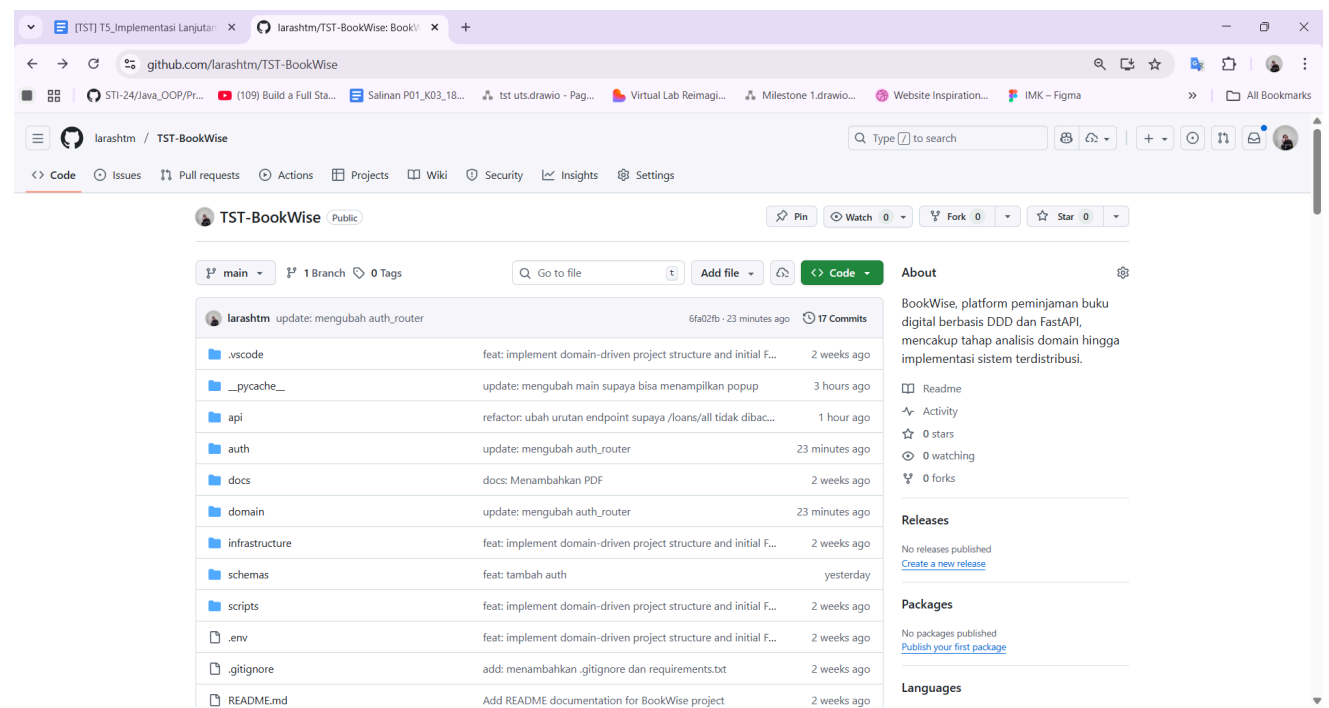 [TST] T5_Implementasi Lanjutan
larashtm/TST-BookWise: BookW
github.com/larashtm/TST-BookWise
STI-24/Java_OOP/Pr...
(109) Build a Full Sta...
Salinan P01_K03_18...
tst uts.drawio - Pag...
Virtual Lab Reimagi...
Milestone 1.drawio...
Website Inspiration...
IMK – Figma
All Bookmarks
larashtm / TST-BookWise
Type / to search
Code Issues Pull requests Actions Projects Wiki Security Insights Settings
TST-BookWise Public
Pin Watch 0 Fork 0 Star 0
main 1 Branch 0 Tags
Go to file t
Add file
Code
larashtm update: mengubah auth_router 6fa02fb · 23 minutes ago 17 Commits
.vscode feat: implement domain-driven project structure and initial F... 2 weeks ago
__pycache__ update: mengubah main supaya bisa menampilkan popup 3 hours ago
api refactor: ubah urutan endpoint supaya /loans/all tidak dibac... 1 hour ago
auth update: mengubah auth_router 23 minutes ago
docs docs: Menambahkan PDF 2 weeks ago
domain update: mengubah auth_router 23 minutes ago
infrastructure feat: implement domain-driven project structure and initial F... 2 weeks ago
schemas feat: tambah auth yesterday
scripts feat: implement domain-driven project structure and initial F... 2 weeks ago
.env feat: implement domain-driven project structure and initial F... 2 weeks ago
.gitignore add: menambahkan .gitignore dan requirements.txt 2 weeks ago
README.md Add README documentation for BookWise project 2 weeks ago
About
BookWise, platform peminjaman buku
digital berbasis DDD dan FastAPI,
mencakup tahap analisis domain hingga
implementasi sistem terdistribusi.
Readme
Activity
0 stars
0 watching
0 forks
Releases
No releases published
Create a new release
Packages
No packages published
Publish your first package
Languages